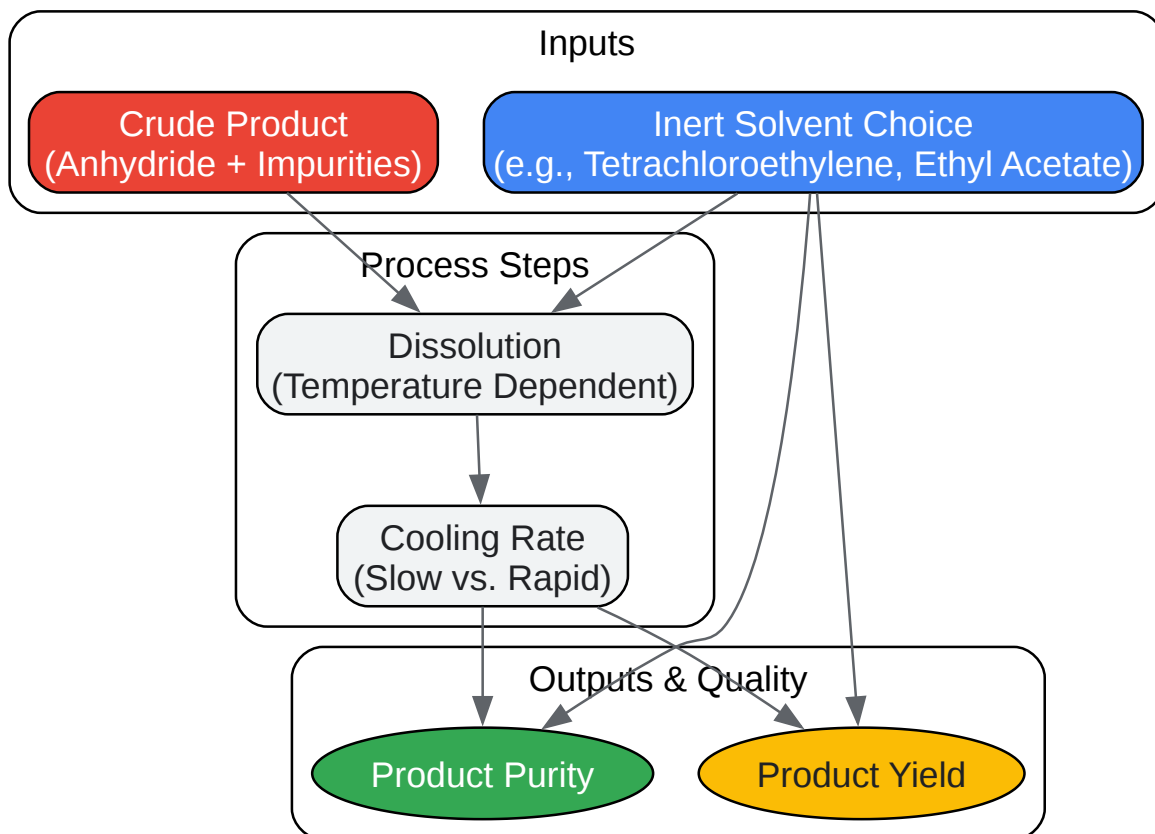 Inputs
Crude Product
(Anhydride + Impurities)
Inert Solvent Choice
(e.g., Tetrachloroethylene, Ethyl Acetate)
Process Steps
Dissolution
(Temperature Dependent)
Cooling Rate
(Slow vs. Rapid)
Outputs & Quality
Product Purity
Product Yield